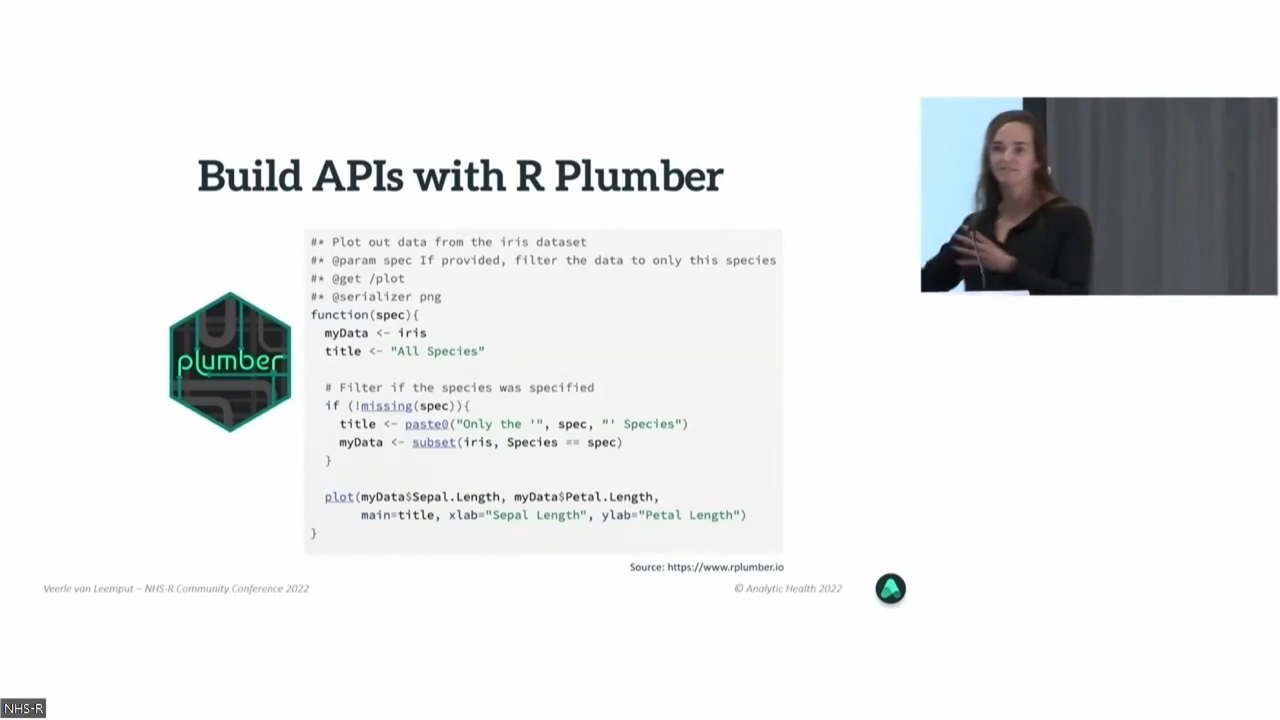 Build APIs with R Plumber
#* Plot out data from the iris dataset
#* @param spec If provided, filter the data to only this species
#* @get /plot
#* @serializer png
function(spec){
  myData <- iris
  title <- "All Species"
  # Filter if the species was specified
  if (!missing(spec)){
    title <- paste0("Only the '", spec, "' Species")
    myData <- subset(iris, Species == spec)
  }
  plot(myData$Sepal.Length, myData$Petal.Length,
       main=title, xlab="Sepal Length", ylab="Petal Length")
}
plumber
Source: https://www.rplumber.io
Veerle van Leemput – NHS-R Community Conference 2022
© Analytic Health 2022
NHS-R